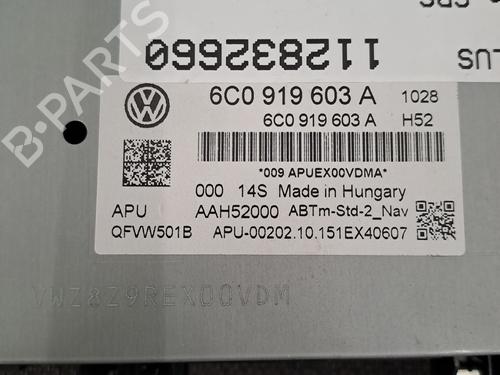 1128832660
LUS
6C0 919 603 A 1028
6C0 919 603 A H52
*009 APUEX00VDMA*
000 14S Made in Hungary
APU AAH52000 ABTm-Std-2_Nav
QFVW501B APU-00202.10.151EX40607
VWZ8Z9REX00VDM
B-PARTS